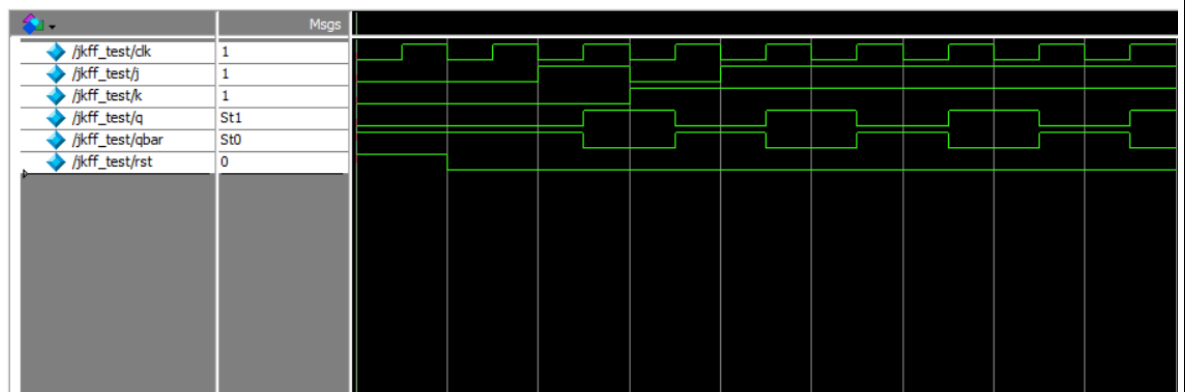 Msgs
/jkff_test/clk 1
/jkff_test/j 1
/jkff_test/k 1
/jkff_test/q St1
/jkff_test/qbar St0
/jkff_test/rst 0